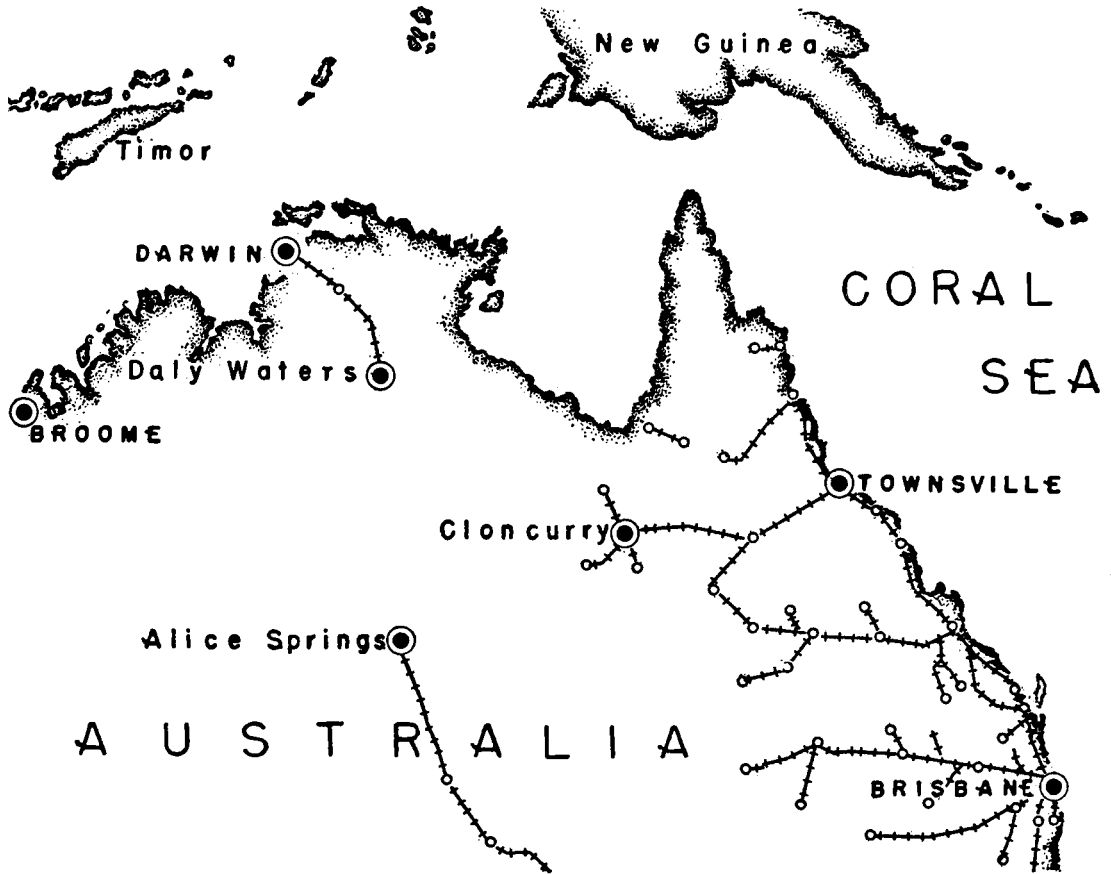 New Guinea
Timor
DARWIN
CORAL
SEA
Daly Waters
BROOME
TOWNSVILLE
Cloncurry
Alice Springs
AUSTRALIA
BRISBANE